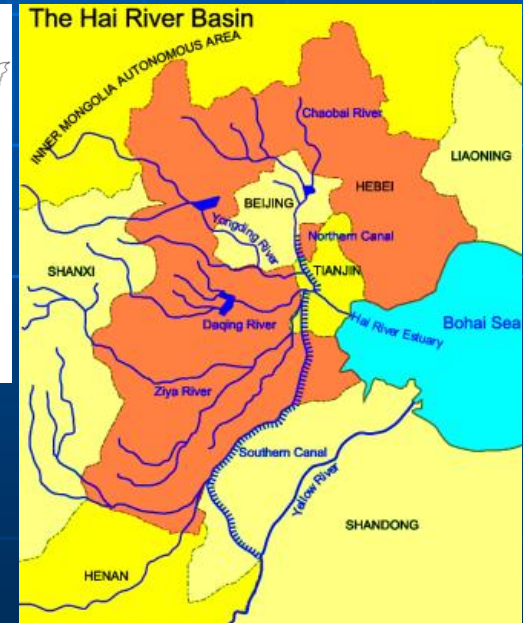 The Hai River Basin
INNER MONGOLIA AUTONOMOUS AREA
Chaobai River
LIAONING
HEBEI
BEIJING
Yongding River
Northern Canal
TIANJIN
SHANXI
Hai River Estuary
Bohai Sea
Daqing River
Ziya River
Southern Canal
Yellow River
SHANDONG
HENAN